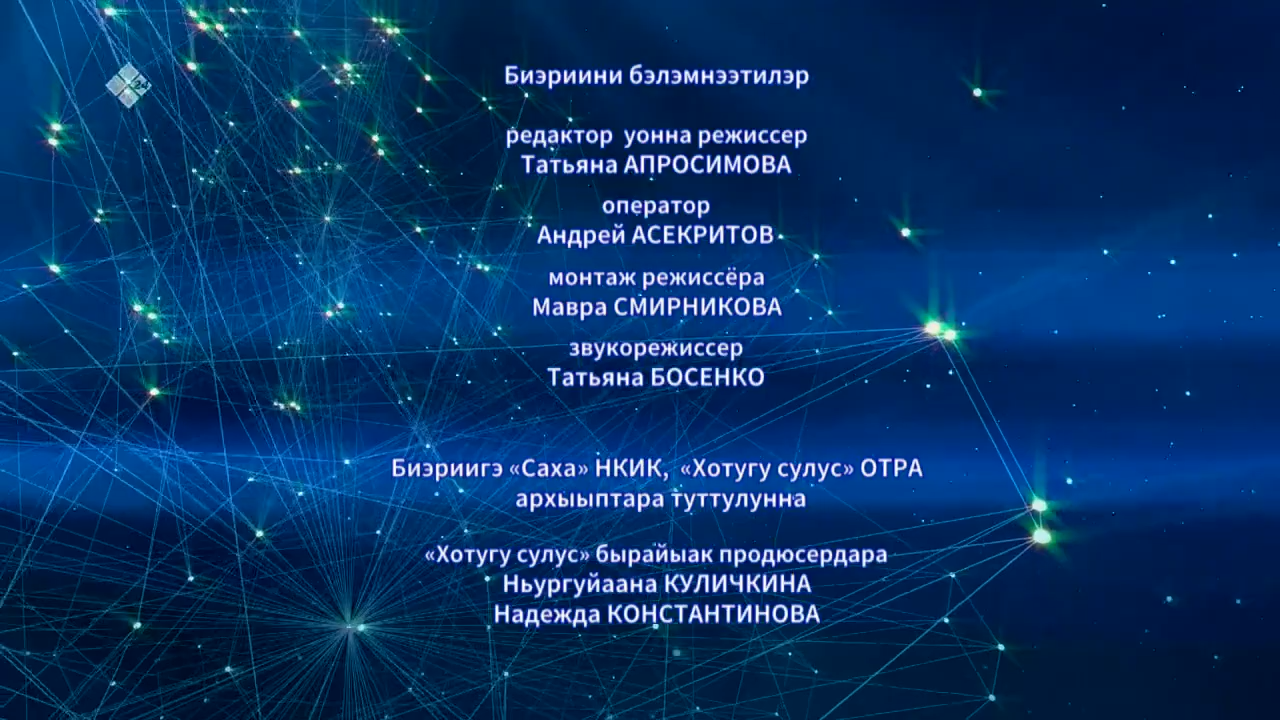 24
Биэриини бэлэмнээтилэр
редактор уонна режиссер
Татьяна АПРОСИМОВА
оператор
Андрей АСЕКРИТОВ
монтаж режиссёра
Мавра СМИРНИКОВА
звукорежиссер
Татьяна БОСЕНКО
Биэриигэ «Саха» НКИК, «Хотугу сулус» ОТРА
архыыптара туттулунна
«Хотугу сулус» бырайыак продюсердара
Ньургуйаана КУЛИЧКИНА
Надежда КОНСТАНТИНОВА